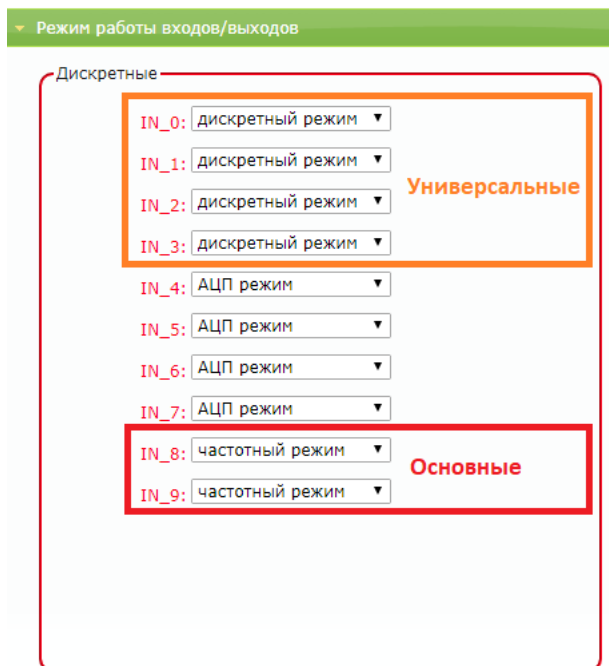 Режим работы входов/выходов
Дискретные
IN_0: дискретный режим
IN_1: дискретный режим
Универсальные
IN_2: дискретный режим
IN_3: дискретный режим
IN_4: АЦП режим
IN_5: АЦП режим
IN_6: АЦП режим
IN_7: АЦП режим
IN_8: частотный режим
Основные
IN_9: частотный режим